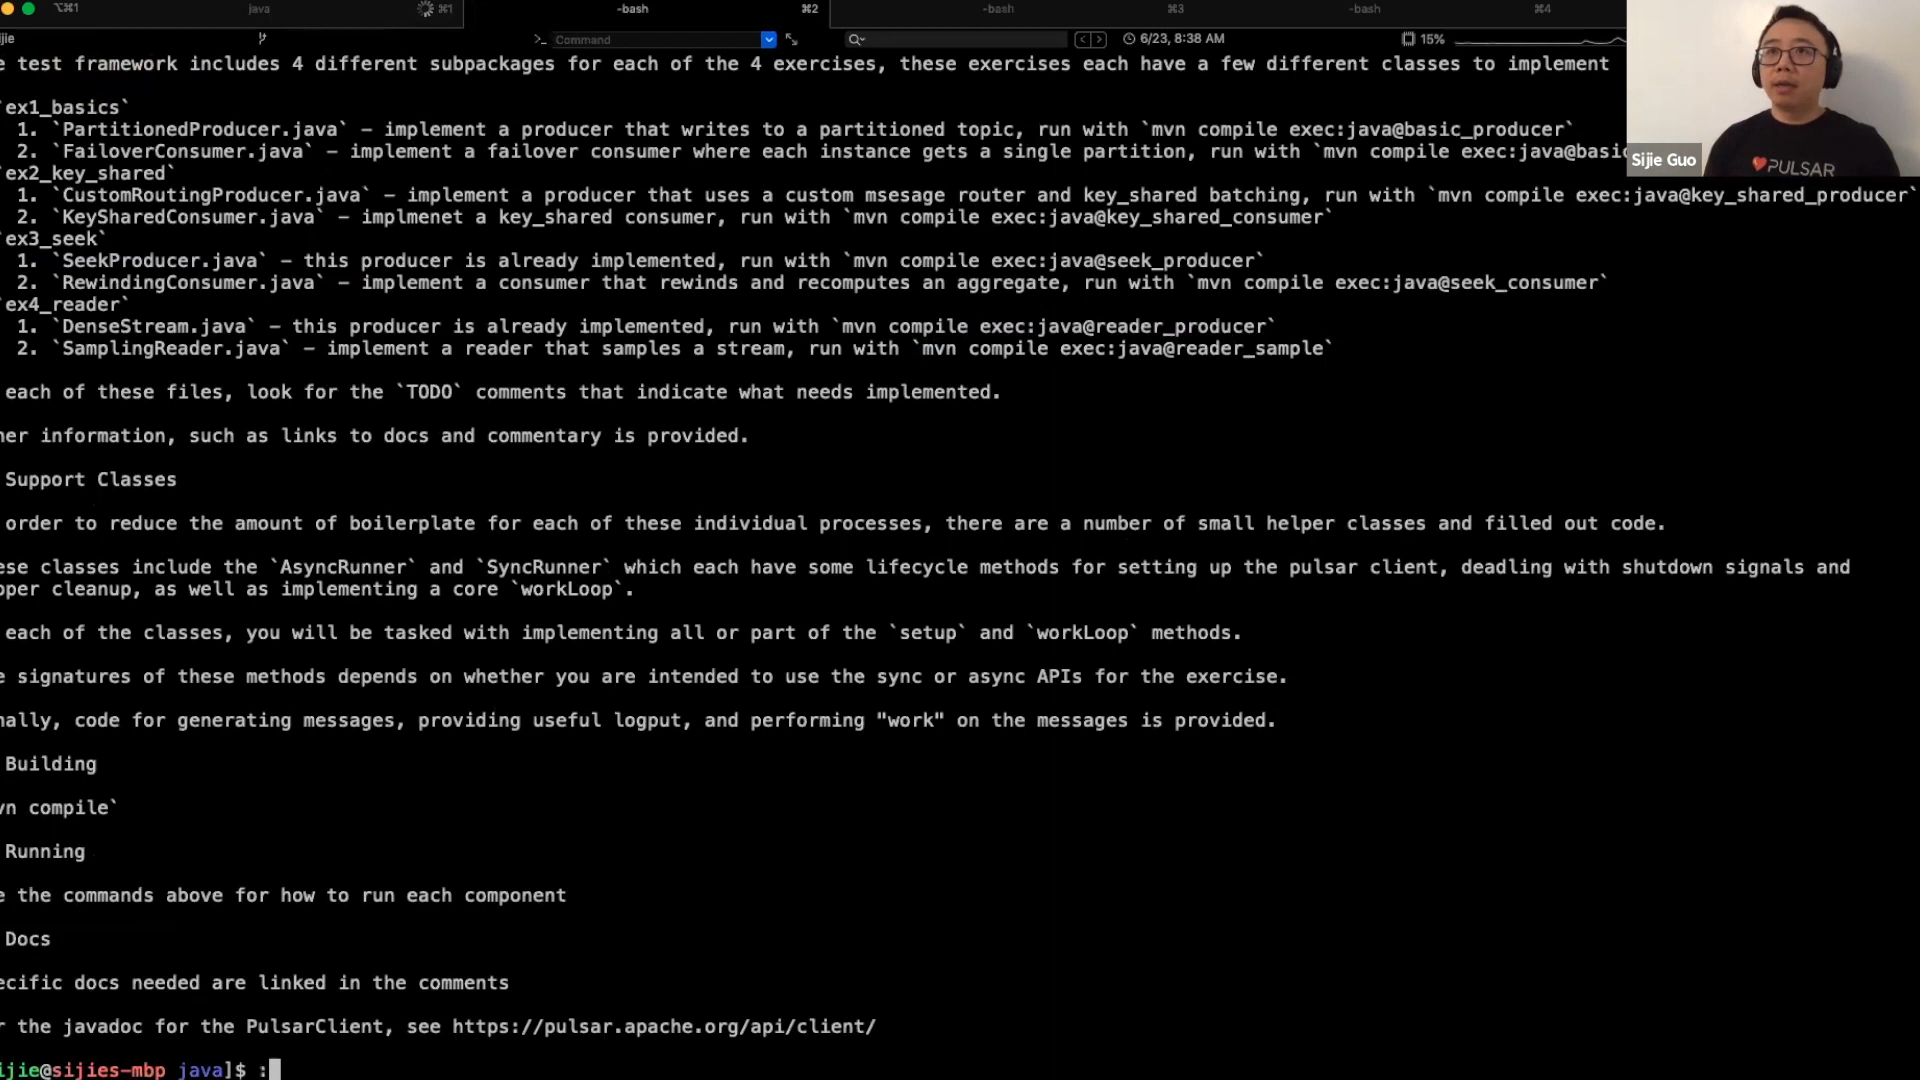 ⌥⌘1 java ⌘1 -bash ⌘2 -bash ⌘3 -bash ⌘4
jie Command 6/23, 8:38 AM 15%
e test framework includes 4 different subpackages for each of the 4 exercises, these exercises each have a few different classes to implement
`ex1_basics`
1. `PartitionedProducer.java` – implement a producer that writes to a partitioned topic, run with `mvn compile exec:java@basic_producer`
2. `FailoverConsumer.java` – implement a failover consumer where each instance gets a single partition, run with `mvn compile exec:java@basi
`ex2_key_shared`
1. `CustomRoutingProducer.java` – implement a producer that uses a custom msesage router and key_shared batching, run with `mvn compile exec:java@key_shared_producer`
2. `KeySharedConsumer.java` – implmenet a key_shared consumer, run with `mvn compile exec:java@key_shared_consumer`
`ex3_seek`
1. `SeekProducer.java` – this producer is already implemented, run with `mvn compile exec:java@seek_producer`
2. `RewindingConsumer.java` – implement a consumer that rewinds and recomputes an aggregate, run with `mvn compile exec:java@seek_consumer`
`ex4_reader`
1. `DenseStream.java` – this producer is already implemented, run with `mvn compile exec:java@reader_producer`
2. `SamplingReader.java` – implement a reader that samples a stream, run with `mvn compile exec:java@reader_sample`
each of these files, look for the `TODO` comments that indicate what needs implemented.
her information, such as links to docs and commentary is provided.
Support Classes
order to reduce the amount of boilerplate for each of these individual processes, there are a number of small helper classes and filled out code.
ese classes include the `AsyncRunner` and `SyncRunner` which each have some lifecycle methods for setting up the pulsar client, deadling with shutdown signals and
oper cleanup, as well as implementing a core `workLoop`.
each of the classes, you will be tasked with implementing all or part of the `setup` and `workLoop` methods.
e signatures of these methods depends on whether you are intended to use the sync or async APIs for the exercise.
nally, code for generating messages, providing useful logput, and performing "work" on the messages is provided.
Building
vn compile`
Running
e the commands above for how to run each component
Docs
ecific docs needed are linked in the comments
r the javadoc for the PulsarClient, see https://pulsar.apache.org/api/client/
ijie@sijies-mbp java]$ :
Sijie Guo
PULSAR